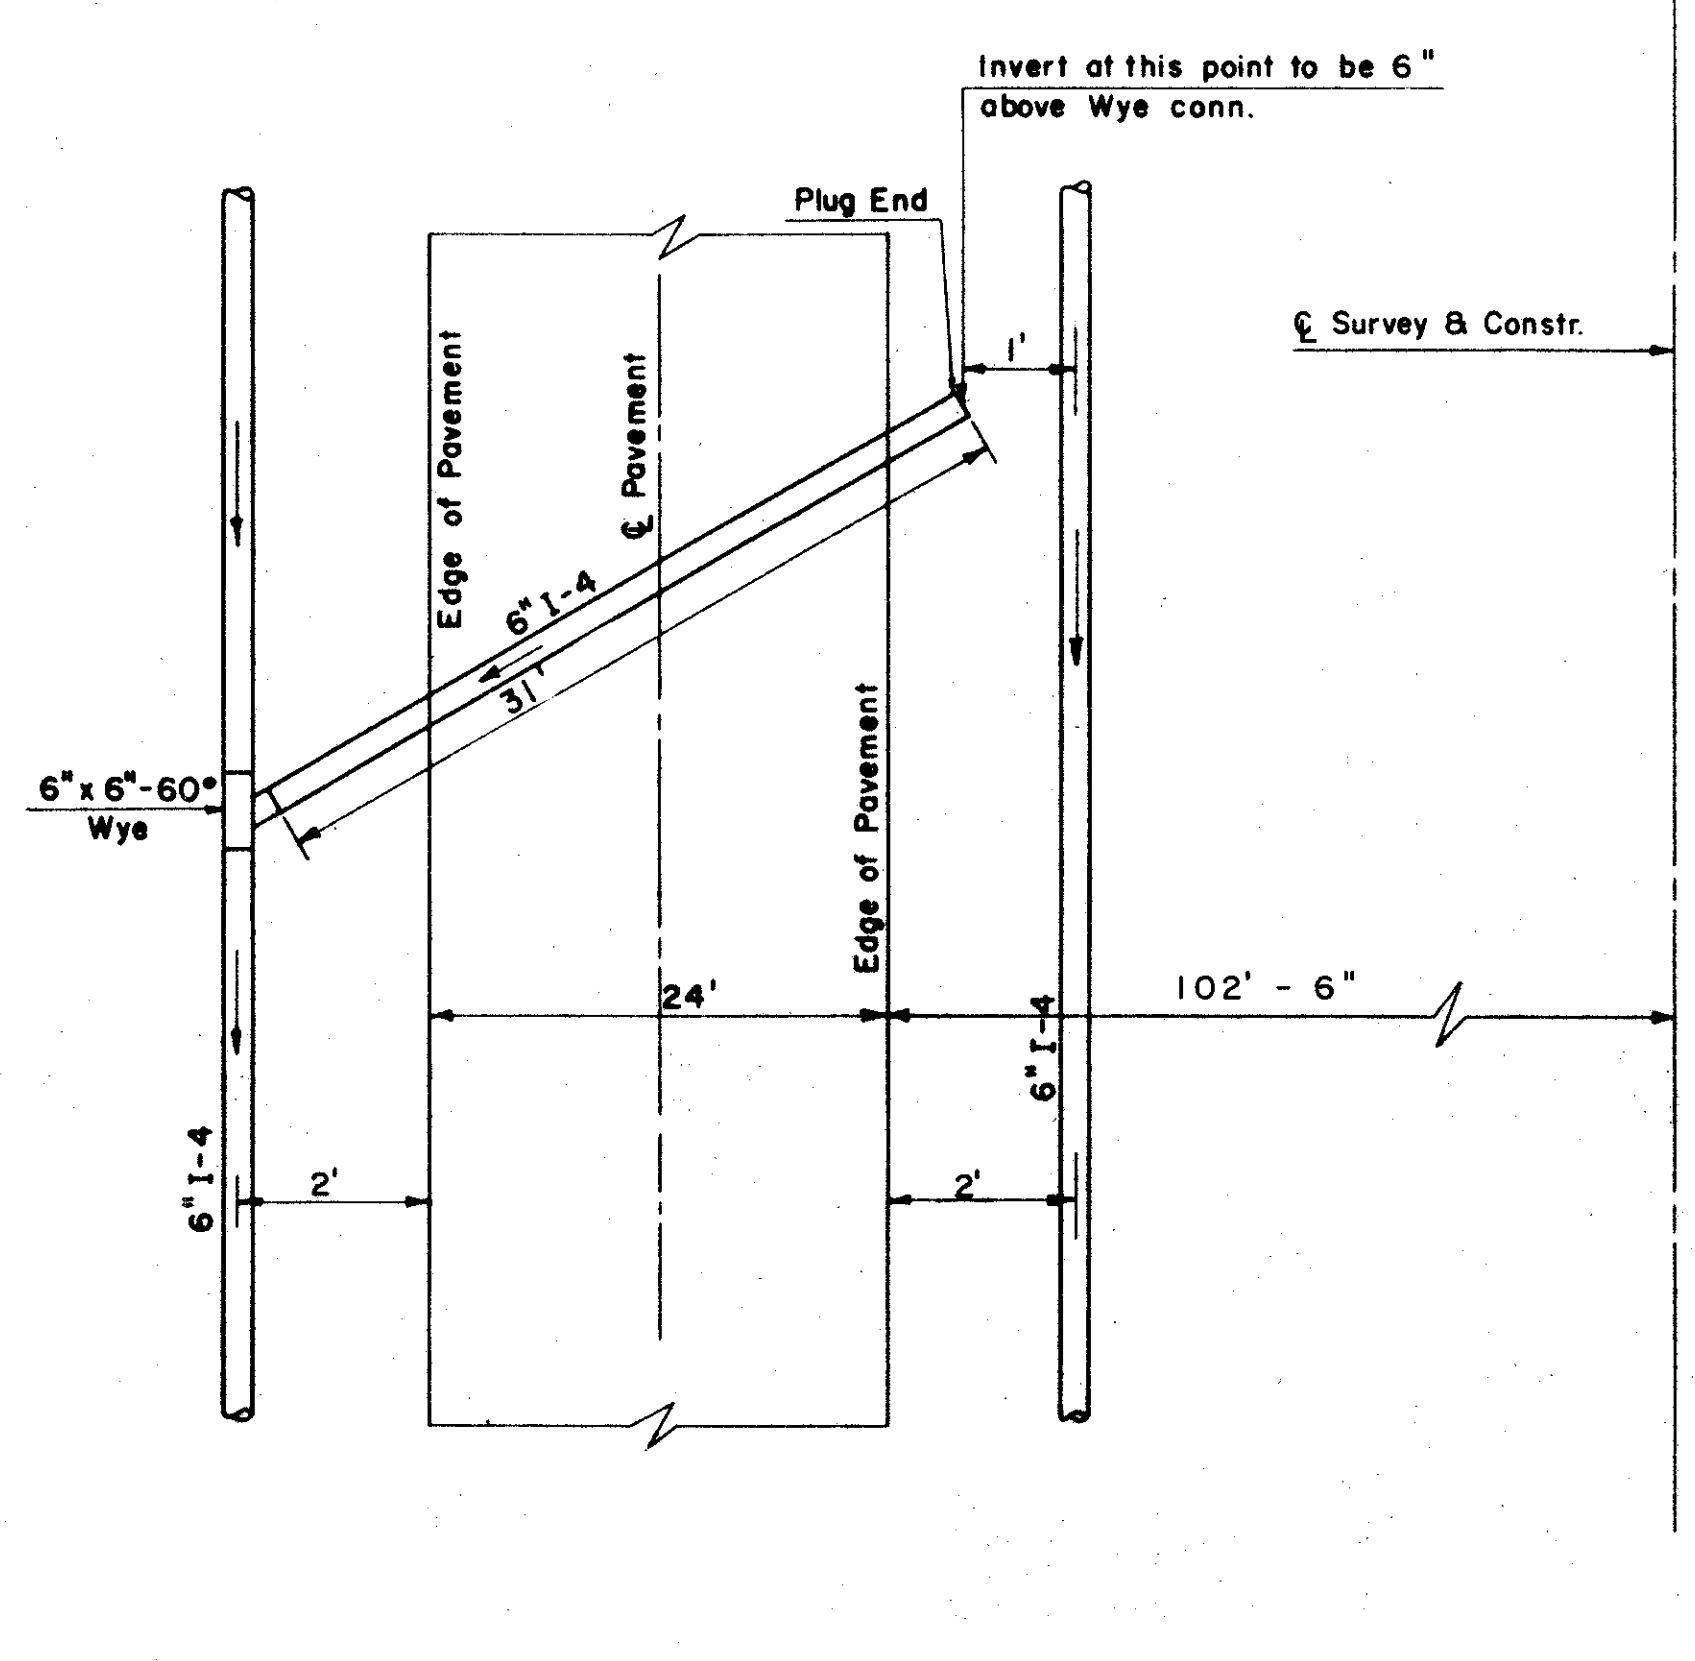 Invert at this point to be 6"
above Wye conn.
Plug End
℄ Survey & Constr.
1'
Edge of Pavement
℄ Pavement
6" I-4
31'
6" x 6"-60°
Wye
Edge of Pavement
24'
102' - 6"
6" I-4
6" I-4
2'
2'